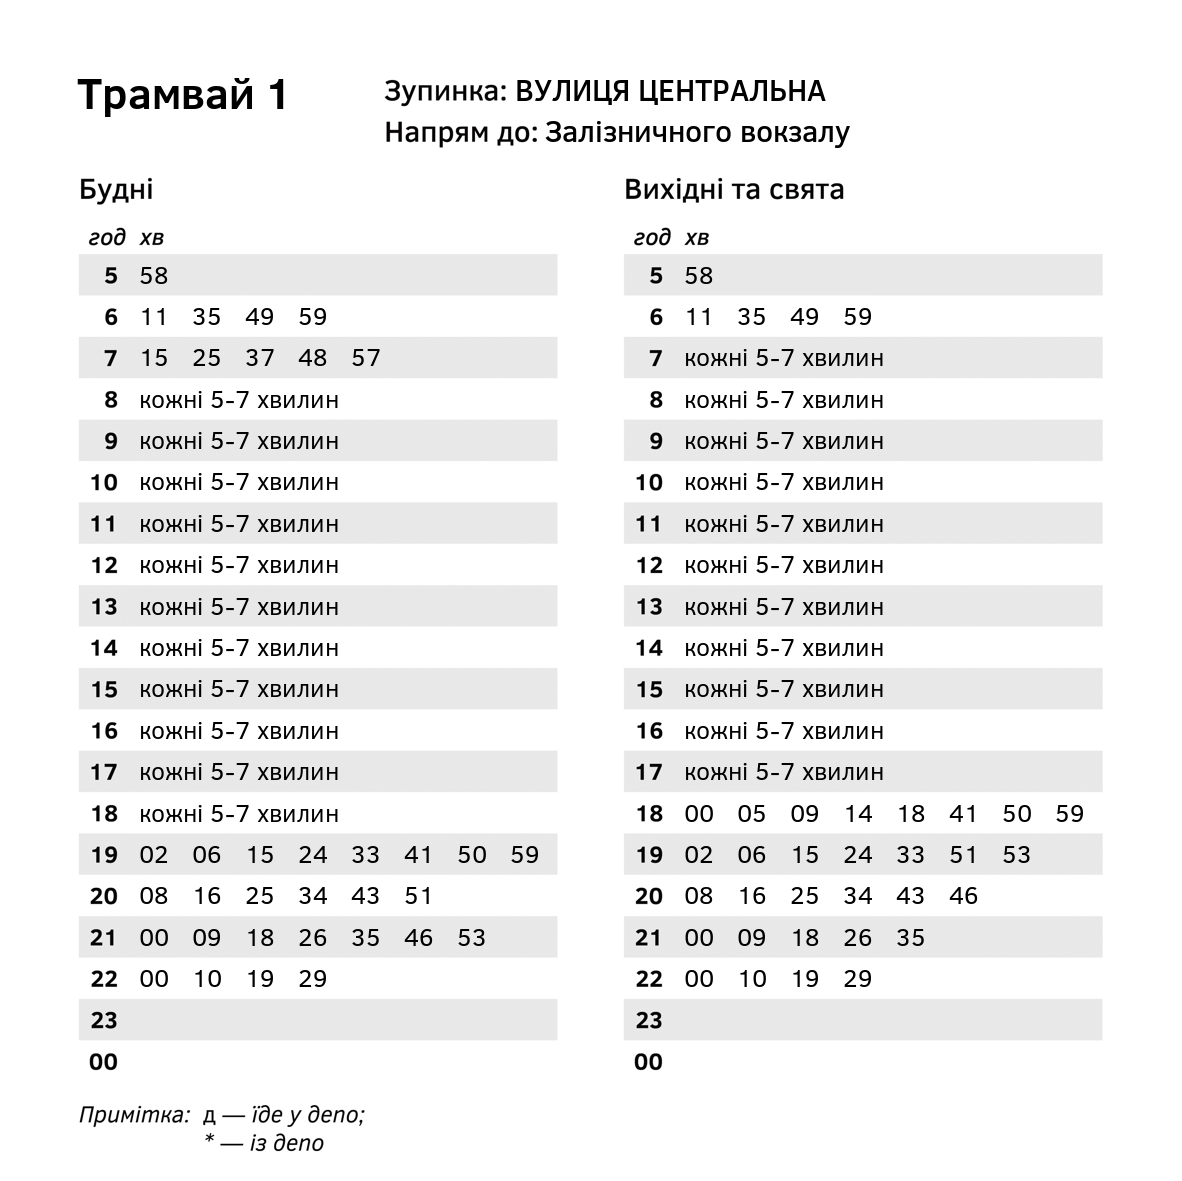 Трамвай 1
Зупинка: ВУЛИЦЯ ЦЕНТРАЛЬНА
Напрям до: Залізничного вокзалу
Будні
год хв
5 58
6 11 35 49 59
7 15 25 37 48 57
8 кожні 5-7 хвилин
9 кожні 5-7 хвилин
10 кожні 5-7 хвилин
11 кожні 5-7 хвилин
12 кожні 5-7 хвилин
13 кожні 5-7 хвилин
14 кожні 5-7 хвилин
15 кожні 5-7 хвилин
16 кожні 5-7 хвилин
17 кожні 5-7 хвилин
18 кожні 5-7 хвилин
19 02 06 15 24 33 41 50 59
20 08 16 25 34 43 51
21 00 09 18 26 35 46 53
22 00 10 19 29
23
00
Вихідні та свята
год хв
5 58
6 11 35 49 59
7 кожні 5-7 хвилин
8 кожні 5-7 хвилин
9 кожні 5-7 хвилин
10 кожні 5-7 хвилин
11 кожні 5-7 хвилин
12 кожні 5-7 хвилин
13 кожні 5-7 хвилин
14 кожні 5-7 хвилин
15 кожні 5-7 хвилин
16 кожні 5-7 хвилин
17 кожні 5-7 хвилин
18 00 05 09 14 18 41 50 59
19 02 06 15 24 33 51 53
20 08 16 25 34 43 46
21 00 09 18 26 35
22 00 10 19 29
23
00
Примітка: д — їде у депо;
* — із депо